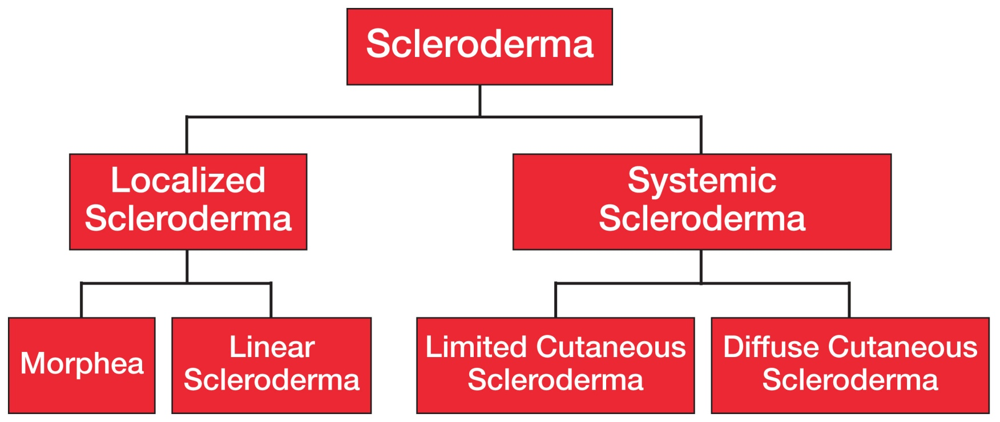 Scleroderma
Localized
Scleroderma
Systemic
Scleroderma
Morphea
Linear
Scleroderma
Limited Cutaneous
Scleroderma
Diffuse Cutaneous
Scleroderma